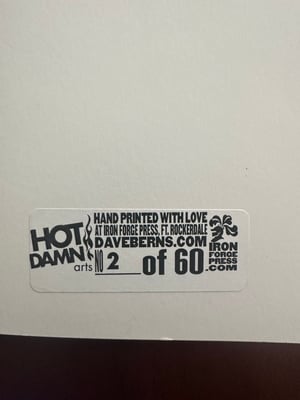 HOT
DAMN
arts
HAND PRINTED WITH LOVE
AT IRON FORGE PRESS, FT. ROCKERDALE
DAVEBERNS.COM
NO 2 of 60
IRON
FORGE
PRESS
.COM